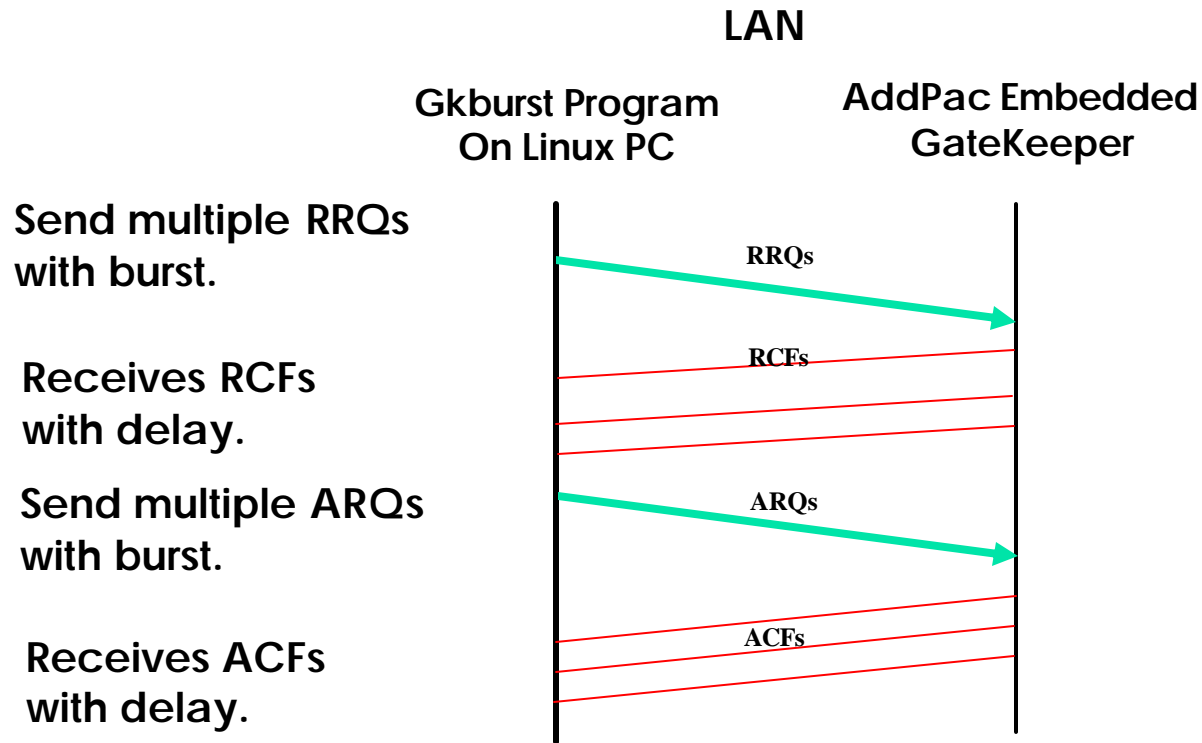 LAN
Gkburst Program
On Linux PC
AddPac Embedded
GateKeeper
Send multiple RRQs
with burst.
RRQs
Receives RCFs
with delay.
RCFs
Send multiple ARQs
with burst.
ARQs
Receives ACFs
with delay.
ACFs